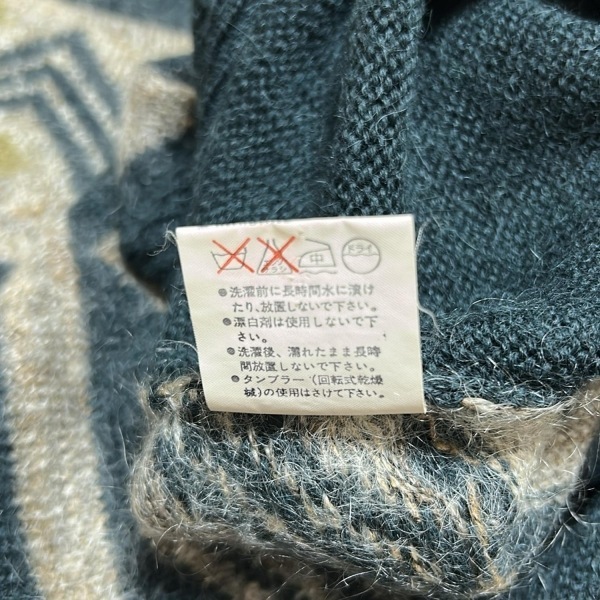 中 ドライ
●洗濯前に長時間水に漬け
たり、放置しないで下さい。
●漂白剤は使用しないで下
さい。
●洗濯後、濡れたまま長時
間放置しないで下さい。
●タンブラー（回転式乾燥
機）の使用はさけて下さい。